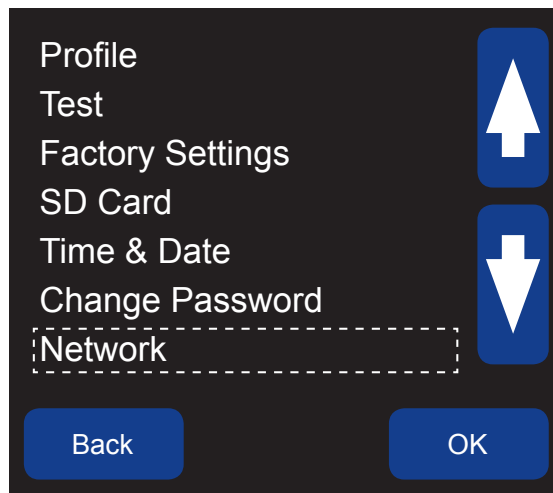 Profile
Test
Factory Settings
SD Card
Time & Date
Change Password
Network
Back
OK